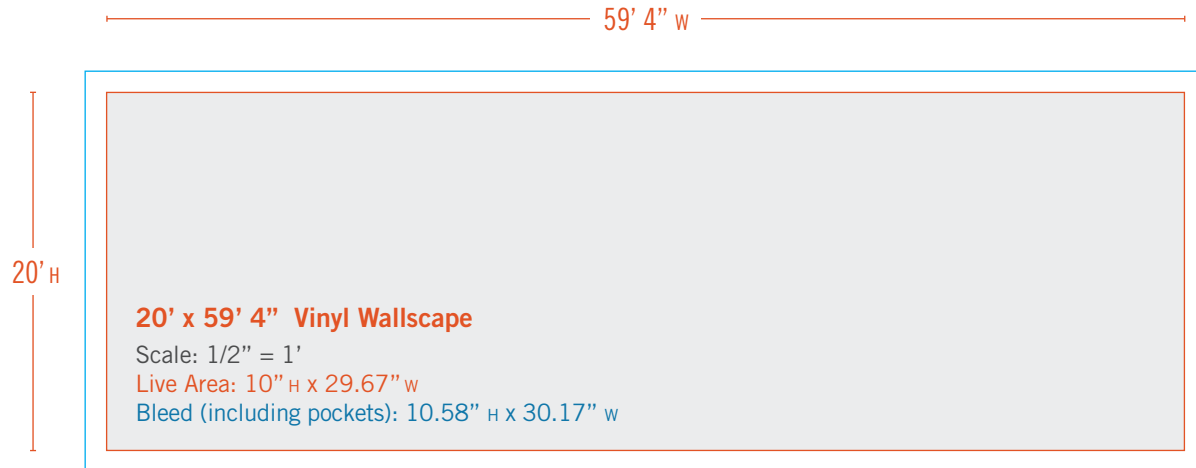 59’ 4” W
20’ H
20’ x 59’ 4” Vinyl Wallscape
Scale: 1/2” = 1’
Live Area: 10” H x 29.67” W
Bleed (including pockets): 10.58” H x 30.17” W